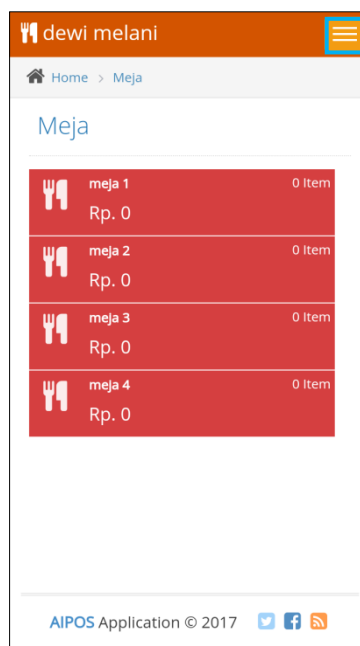 dewi melani
Home > Meja
Meja
meja 1 0 Item
Rp. 0
meja 2 0 Item
Rp. 0
meja 3 0 Item
Rp. 0
meja 4 0 Item
Rp. 0
AIPOS Application © 2017